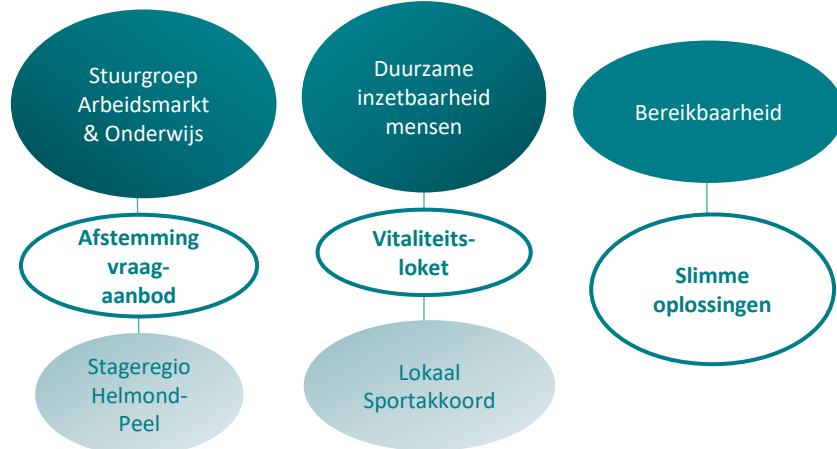 Stuurgroep
Arbeidsmarkt
& Onderwijs
Duurzame
inzetbaarheid
mensen
Bereikbaarheid
Afstemming
vraag-
aanbod
Vitaliteits-
loket
Slimme
oplossingen
Stageregio
Helmond-
Peel
Lokaal
Sportakkoord